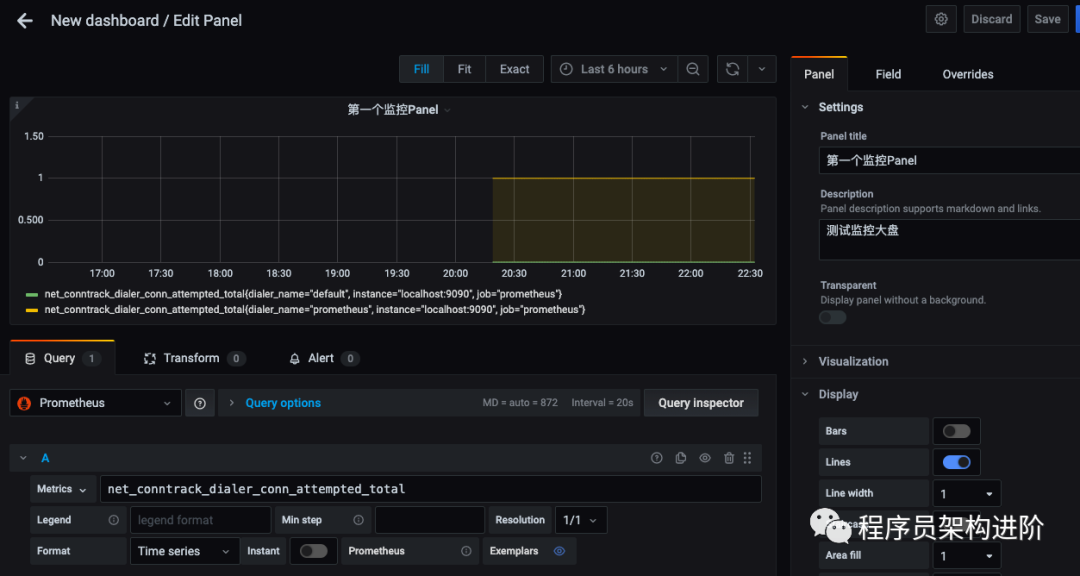 New dashboard / Edit Panel
Discard
Save
Fill
Fit
Exact
Last 6 hours
Panel
Field
Overrides
第一个监控Panel
1.50
1
0.500
0
17:00 17:30 18:00 18:30 19:00 19:30 20:00 20:30 21:00 21:30 22:00 22:30
net_conntrack_dialer_conn_attempted_total{dialer_name="default", instance="localhost:9090", job="prometheus"}
net_conntrack_dialer_conn_attempted_total{dialer_name="prometheus", instance="localhost:9090", job="prometheus"}
Query 1
Transform 0
Alert 0
Prometheus
Query options
MD = auto = 872
Interval = 20s
Query inspector
A
Metrics
net_conntrack_dialer_conn_attempted_total
Legend
legend format
Min step
Resolution
1/1
Format
Time series
Instant
Prometheus
Exemplars
Settings
Panel title
第一个监控Panel
Description
Panel description supports markdown and links.
测试监控大盘
Transparent
Display panel without a background.
Visualization
Display
Bars
Lines
Line width
1
Area fill
1
程序员架构进阶